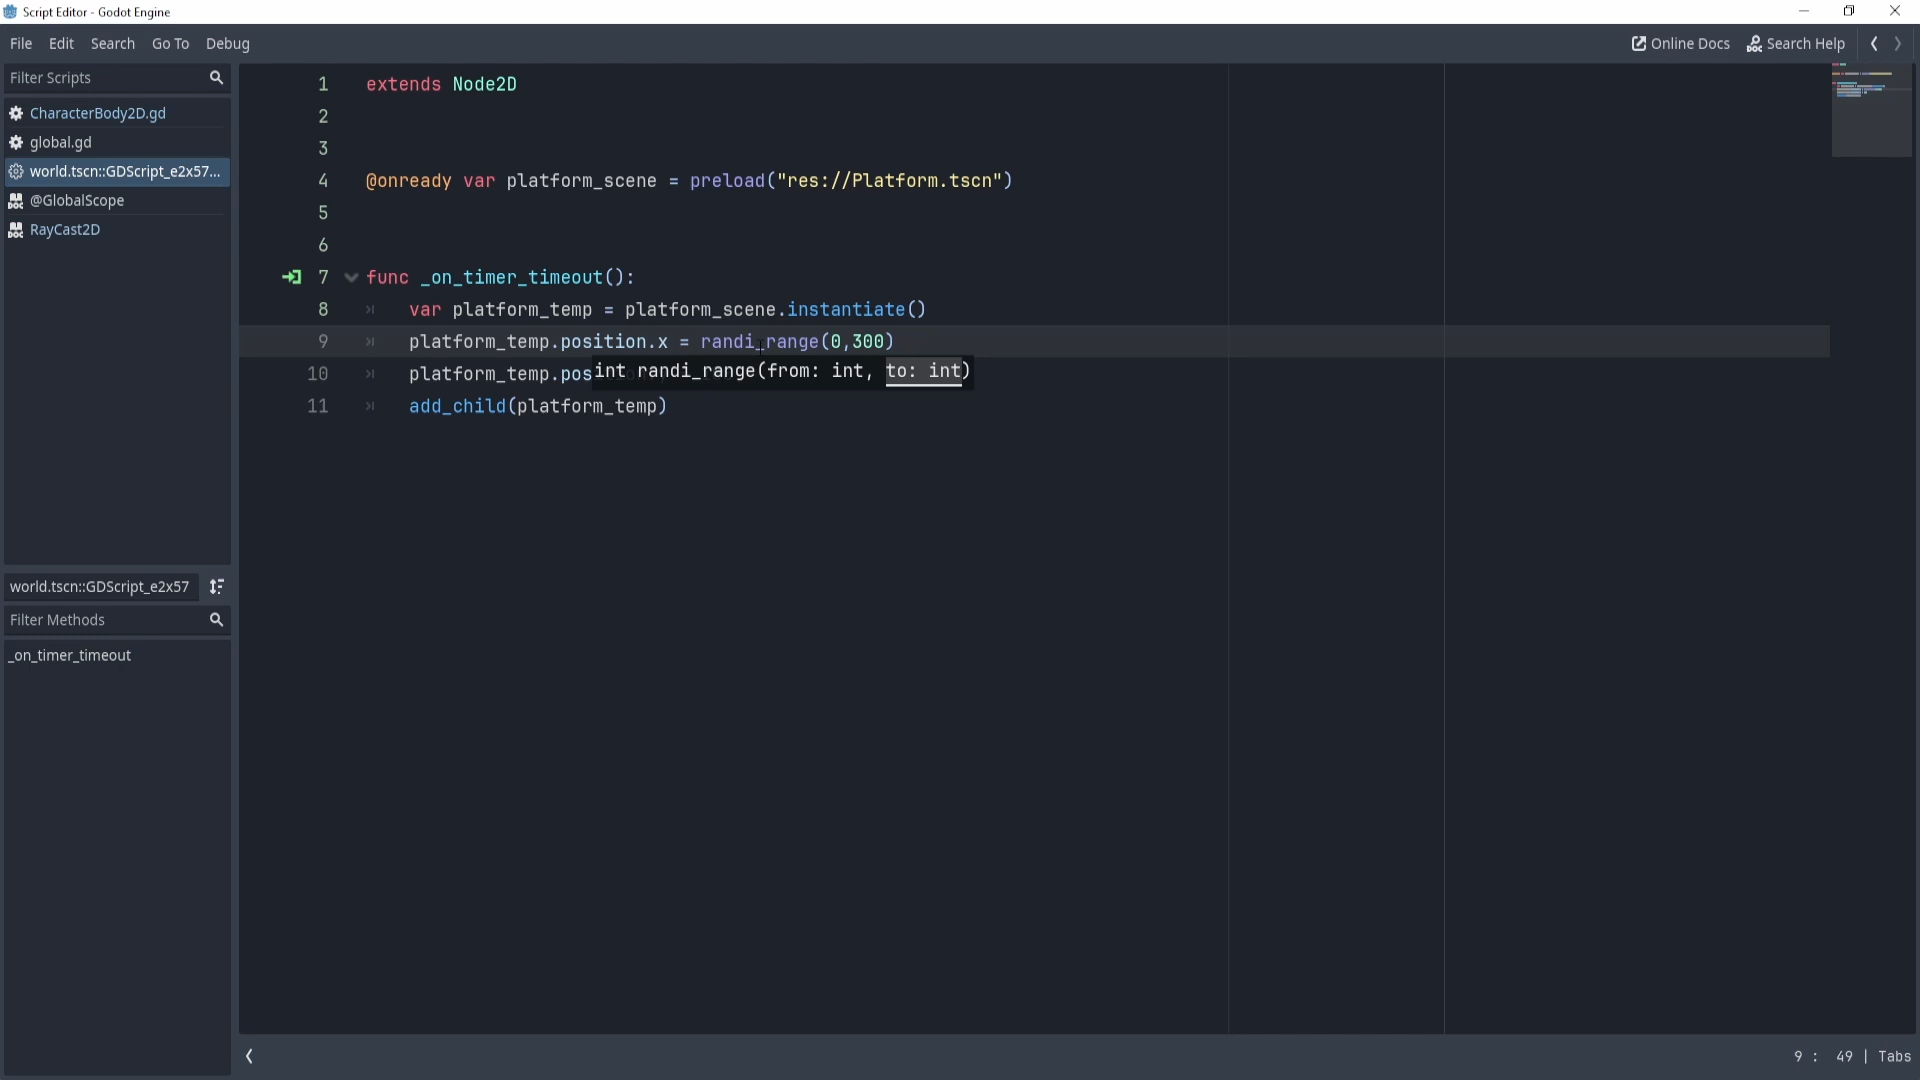 Script Editor - Godot Engine
File Edit Search Go To Debug
Online Docs Search Help
Filter Scripts
CharacterBody2D.gd
global.gd
world.tscn::GDScript_e2x57...
@GlobalScope
RayCast2D
world.tscn::GDScript_e2x57
Filter Methods
_on_timer_timeout
1 extends Node2D
2
3
4 @onready var platform_scene = preload("res://Platform.tscn")
5
6
7 func _on_timer_timeout():
8 var platform_temp = platform_scene.instantiate()
9 platform_temp.position.x = randi_range(0,300)
int randi_range(from: int, to: int)
10 platform_temp.pos
11 add_child(platform_temp)
9 : 49 | Tabs